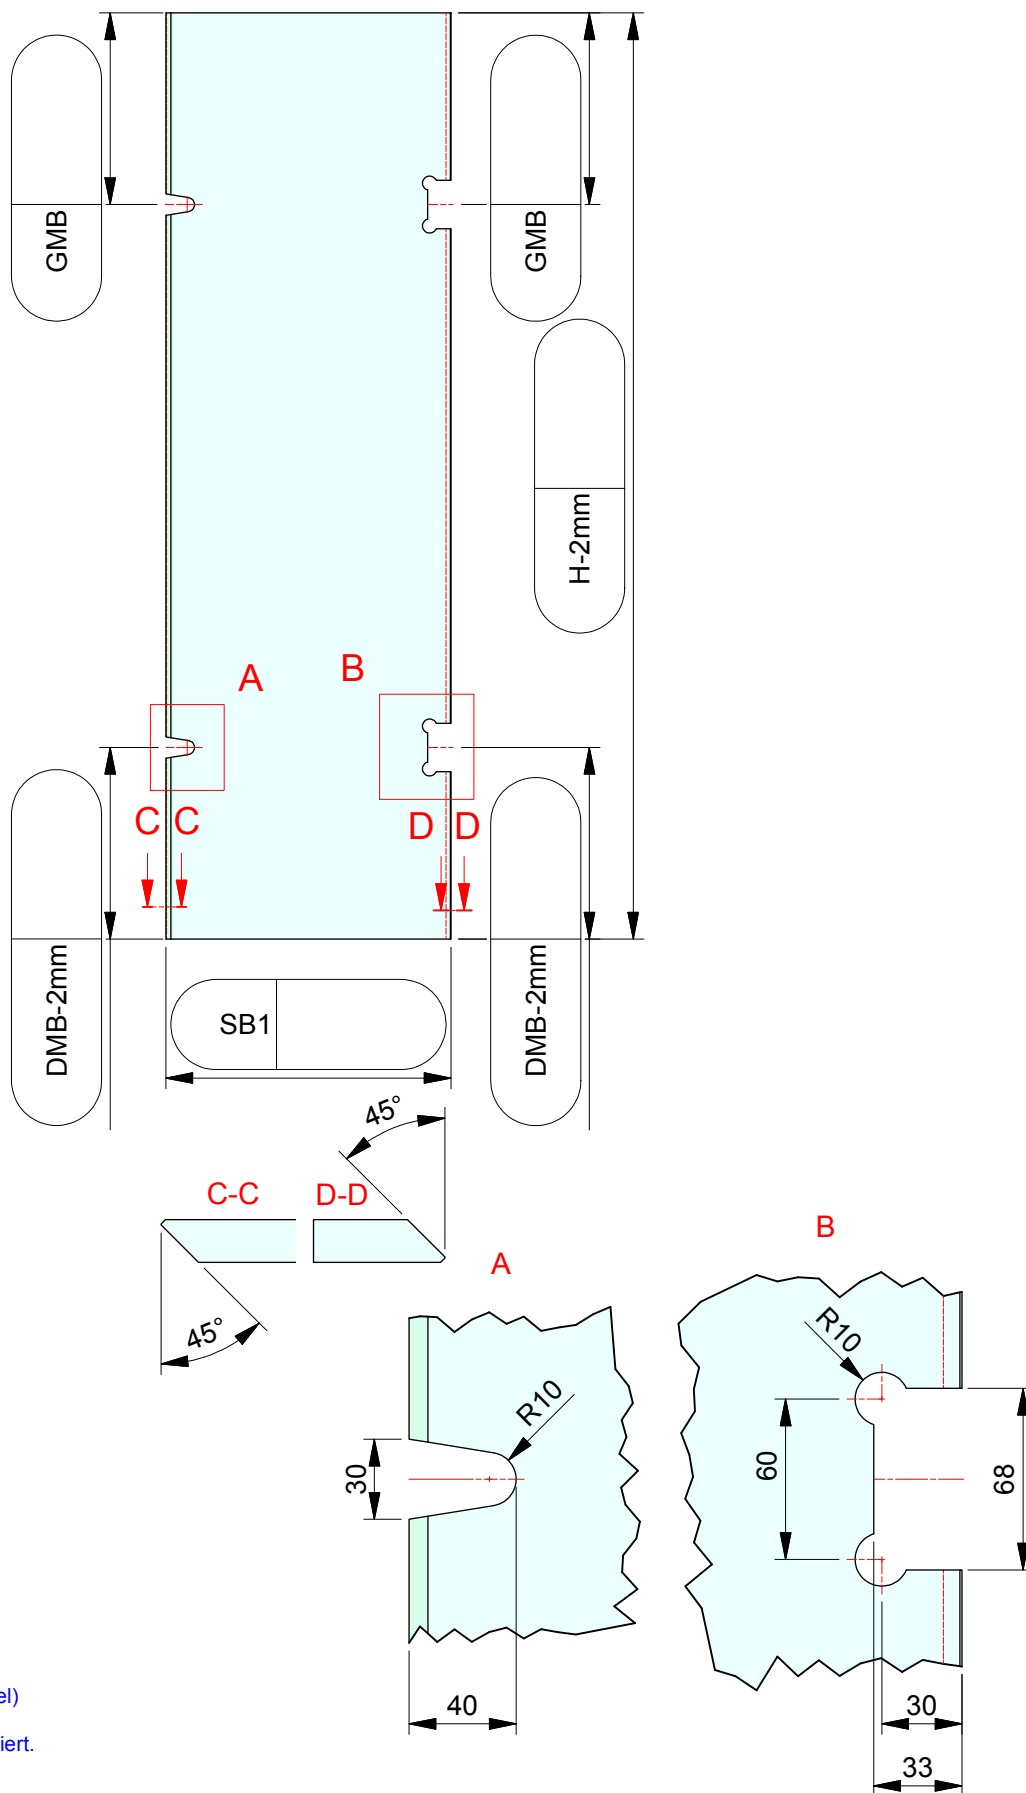 GMB
GMB
H-2mm
A
B
C
C
D
D
DMB-2mm
DMB-2mm
SB1
45°
C-C
D-D
45°
A
B
R10
30
40
R10
60
68
30
33
el)
iert.